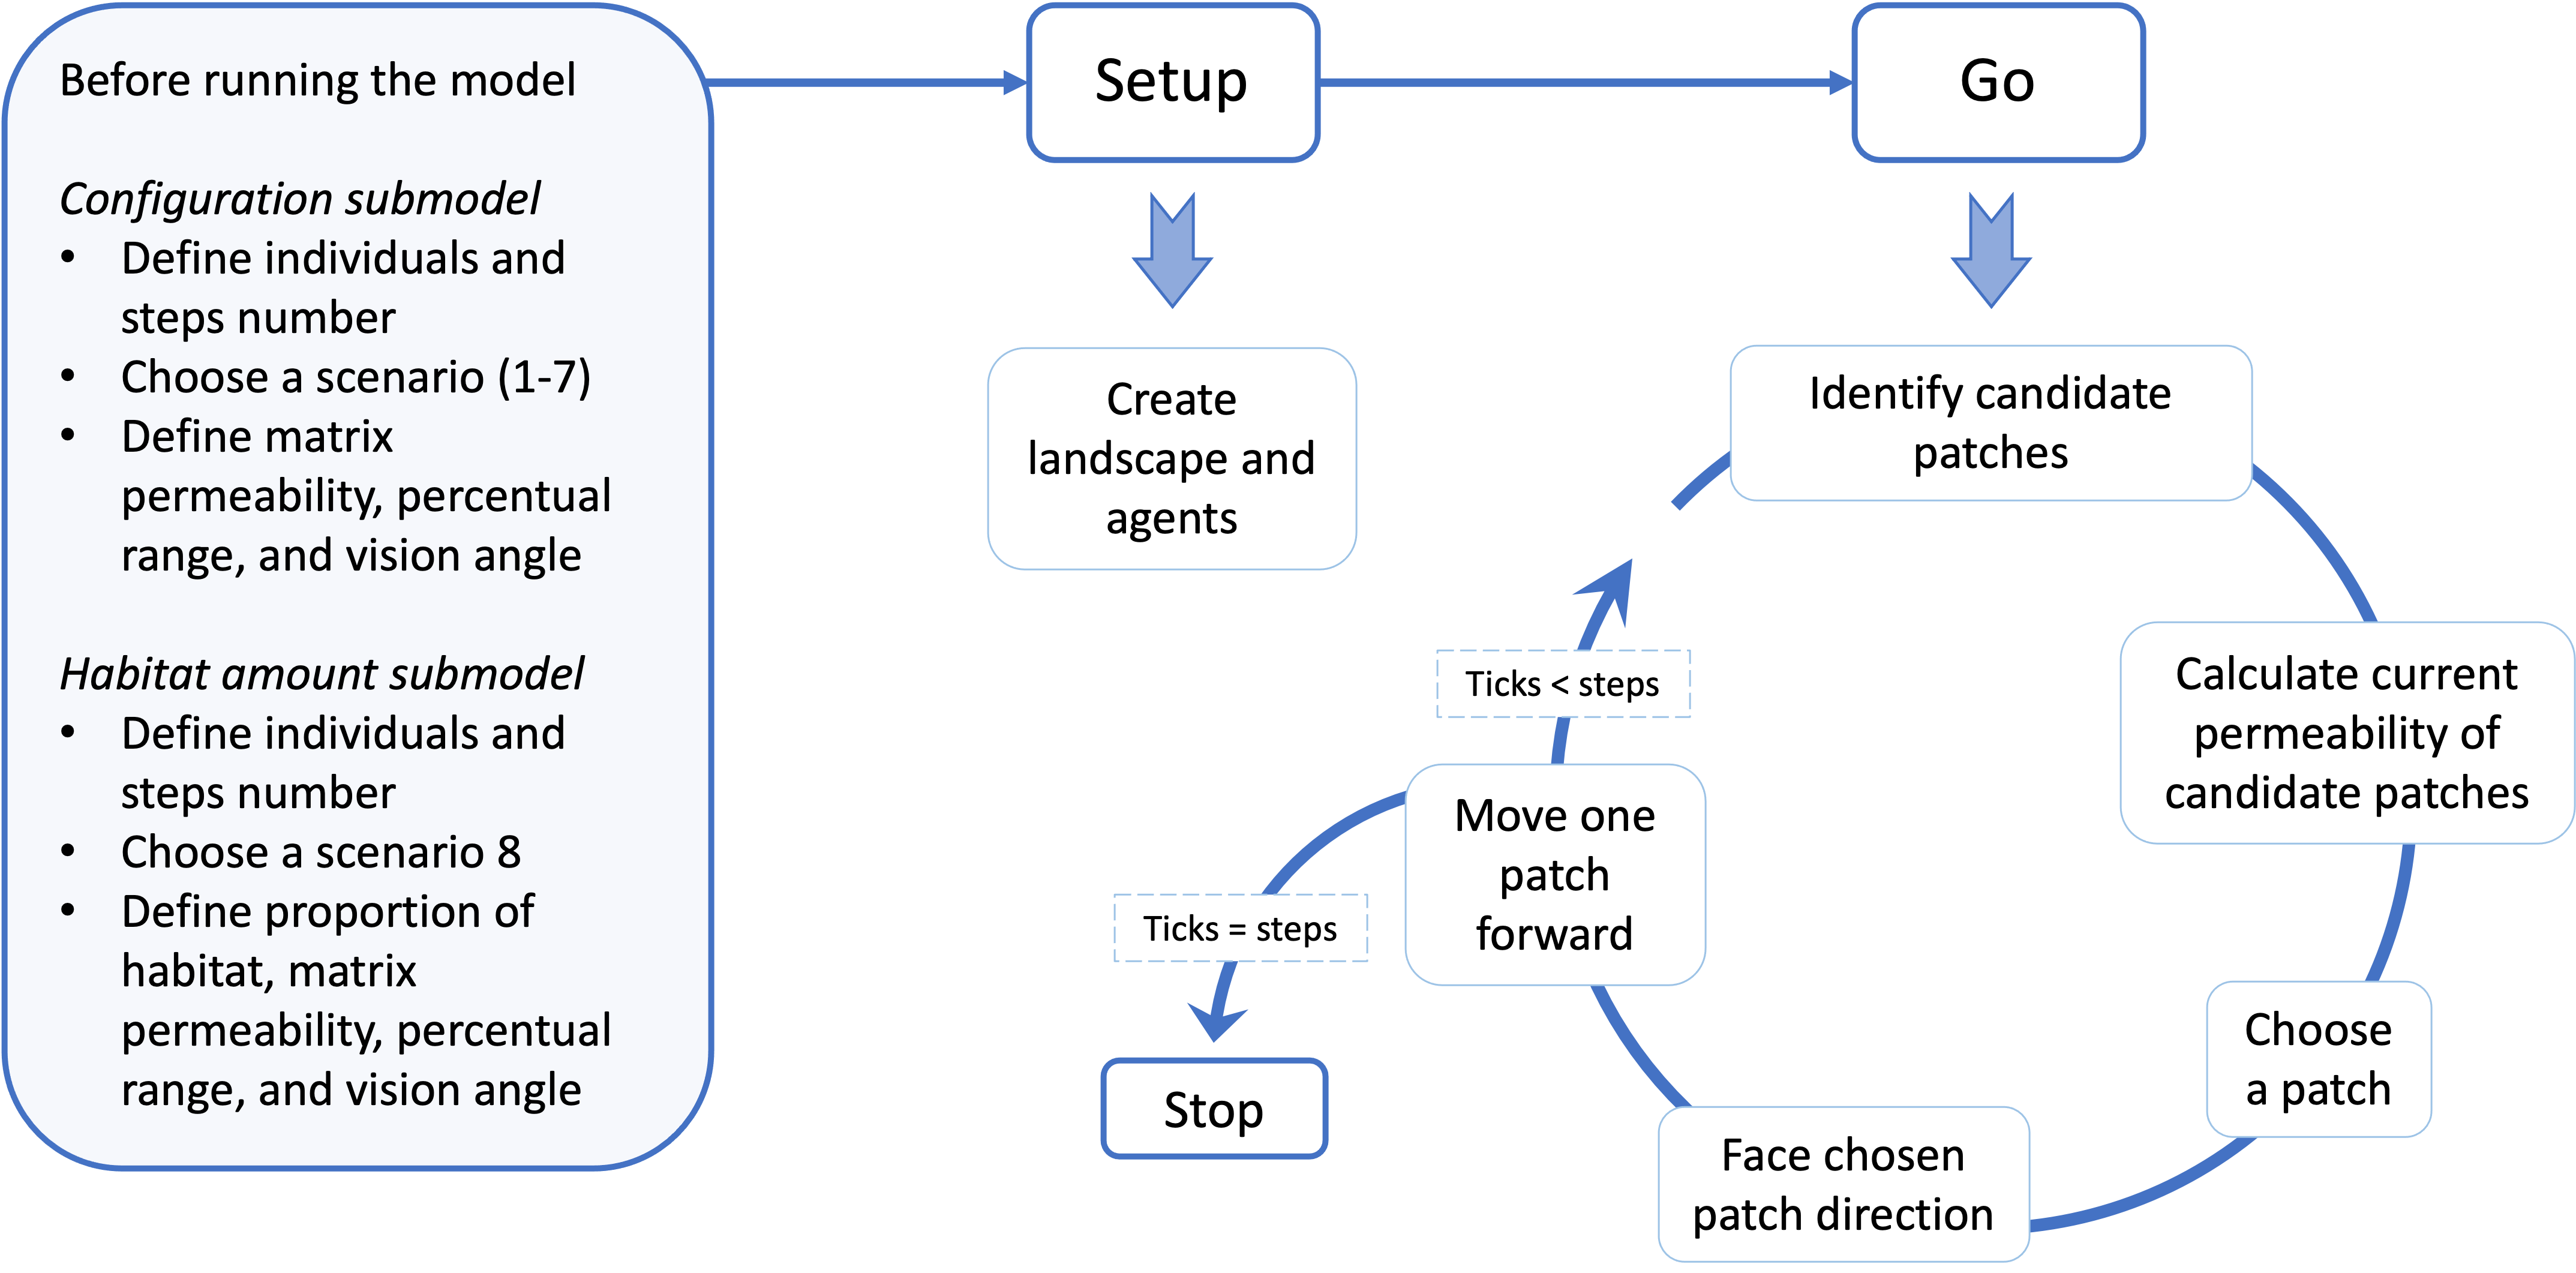 Before running the model
Configuration submodel
• Define individuals and
steps number
• Choose a scenario (1-7)
• Define matrix
permeability, percentual
range, and vision angle
Habitat amount submodel
• Define individuals and
steps number
• Choose a scenario 8
• Define proportion of
habitat, matrix
permeability, percentual
range, and vision angle
Setup
Create
landscape and
agents
Go
Identify candidate
patches
Calculate current
permeability of
candidate patches
Choose
a patch
Face chosen
patch direction
Move one
patch
forward
Ticks < steps
Ticks = steps
Stop